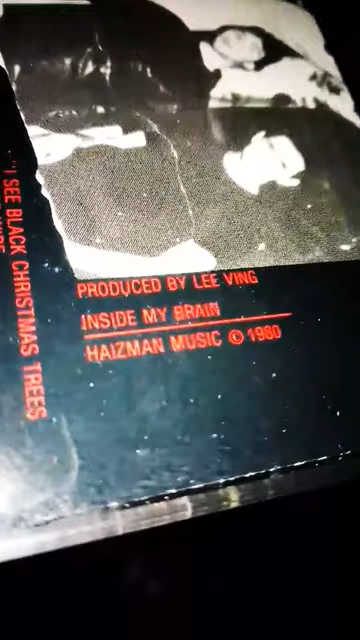 "I SEE BLACK CHRISTMAS TREES
PRODUCED BY LEE VING
INSIDE MY BRAIN
HAIZMAN MUSIC © 1980